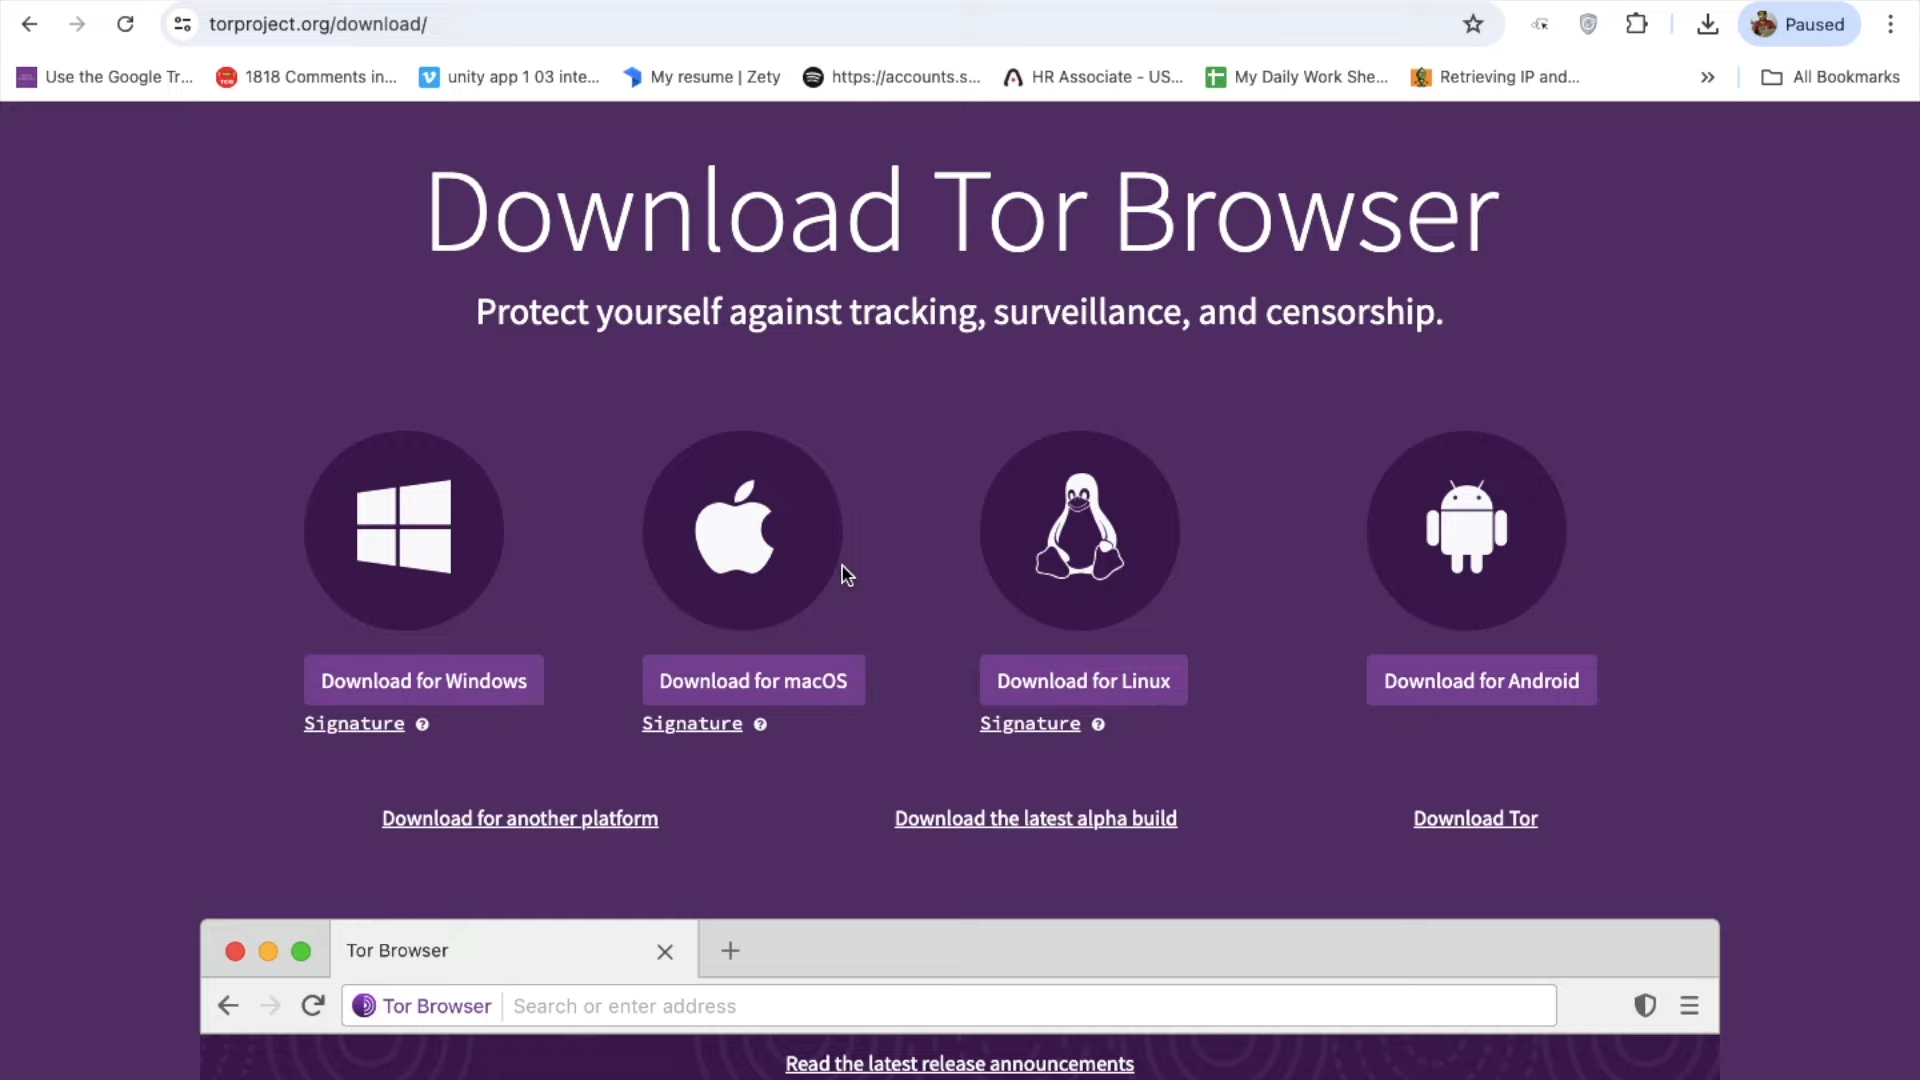 torproject.org/download/
Paused
Use the Google Tr...
1818 Comments in...
unity app 1 03 inte...
My resume | Zety
https://accounts.s...
HR Associate - US...
My Daily Work She...
Retrieving IP and...
All Bookmarks
Download Tor Browser
Protect yourself against tracking, surveillance, and censorship.
Download for Windows
Download for macOS
Download for Linux
Download for Android
Signature
Signature
Signature
Download for another platform
Download the latest alpha build
Download Tor
Tor Browser
Tor Browser
Search or enter address
Read the latest release announcements